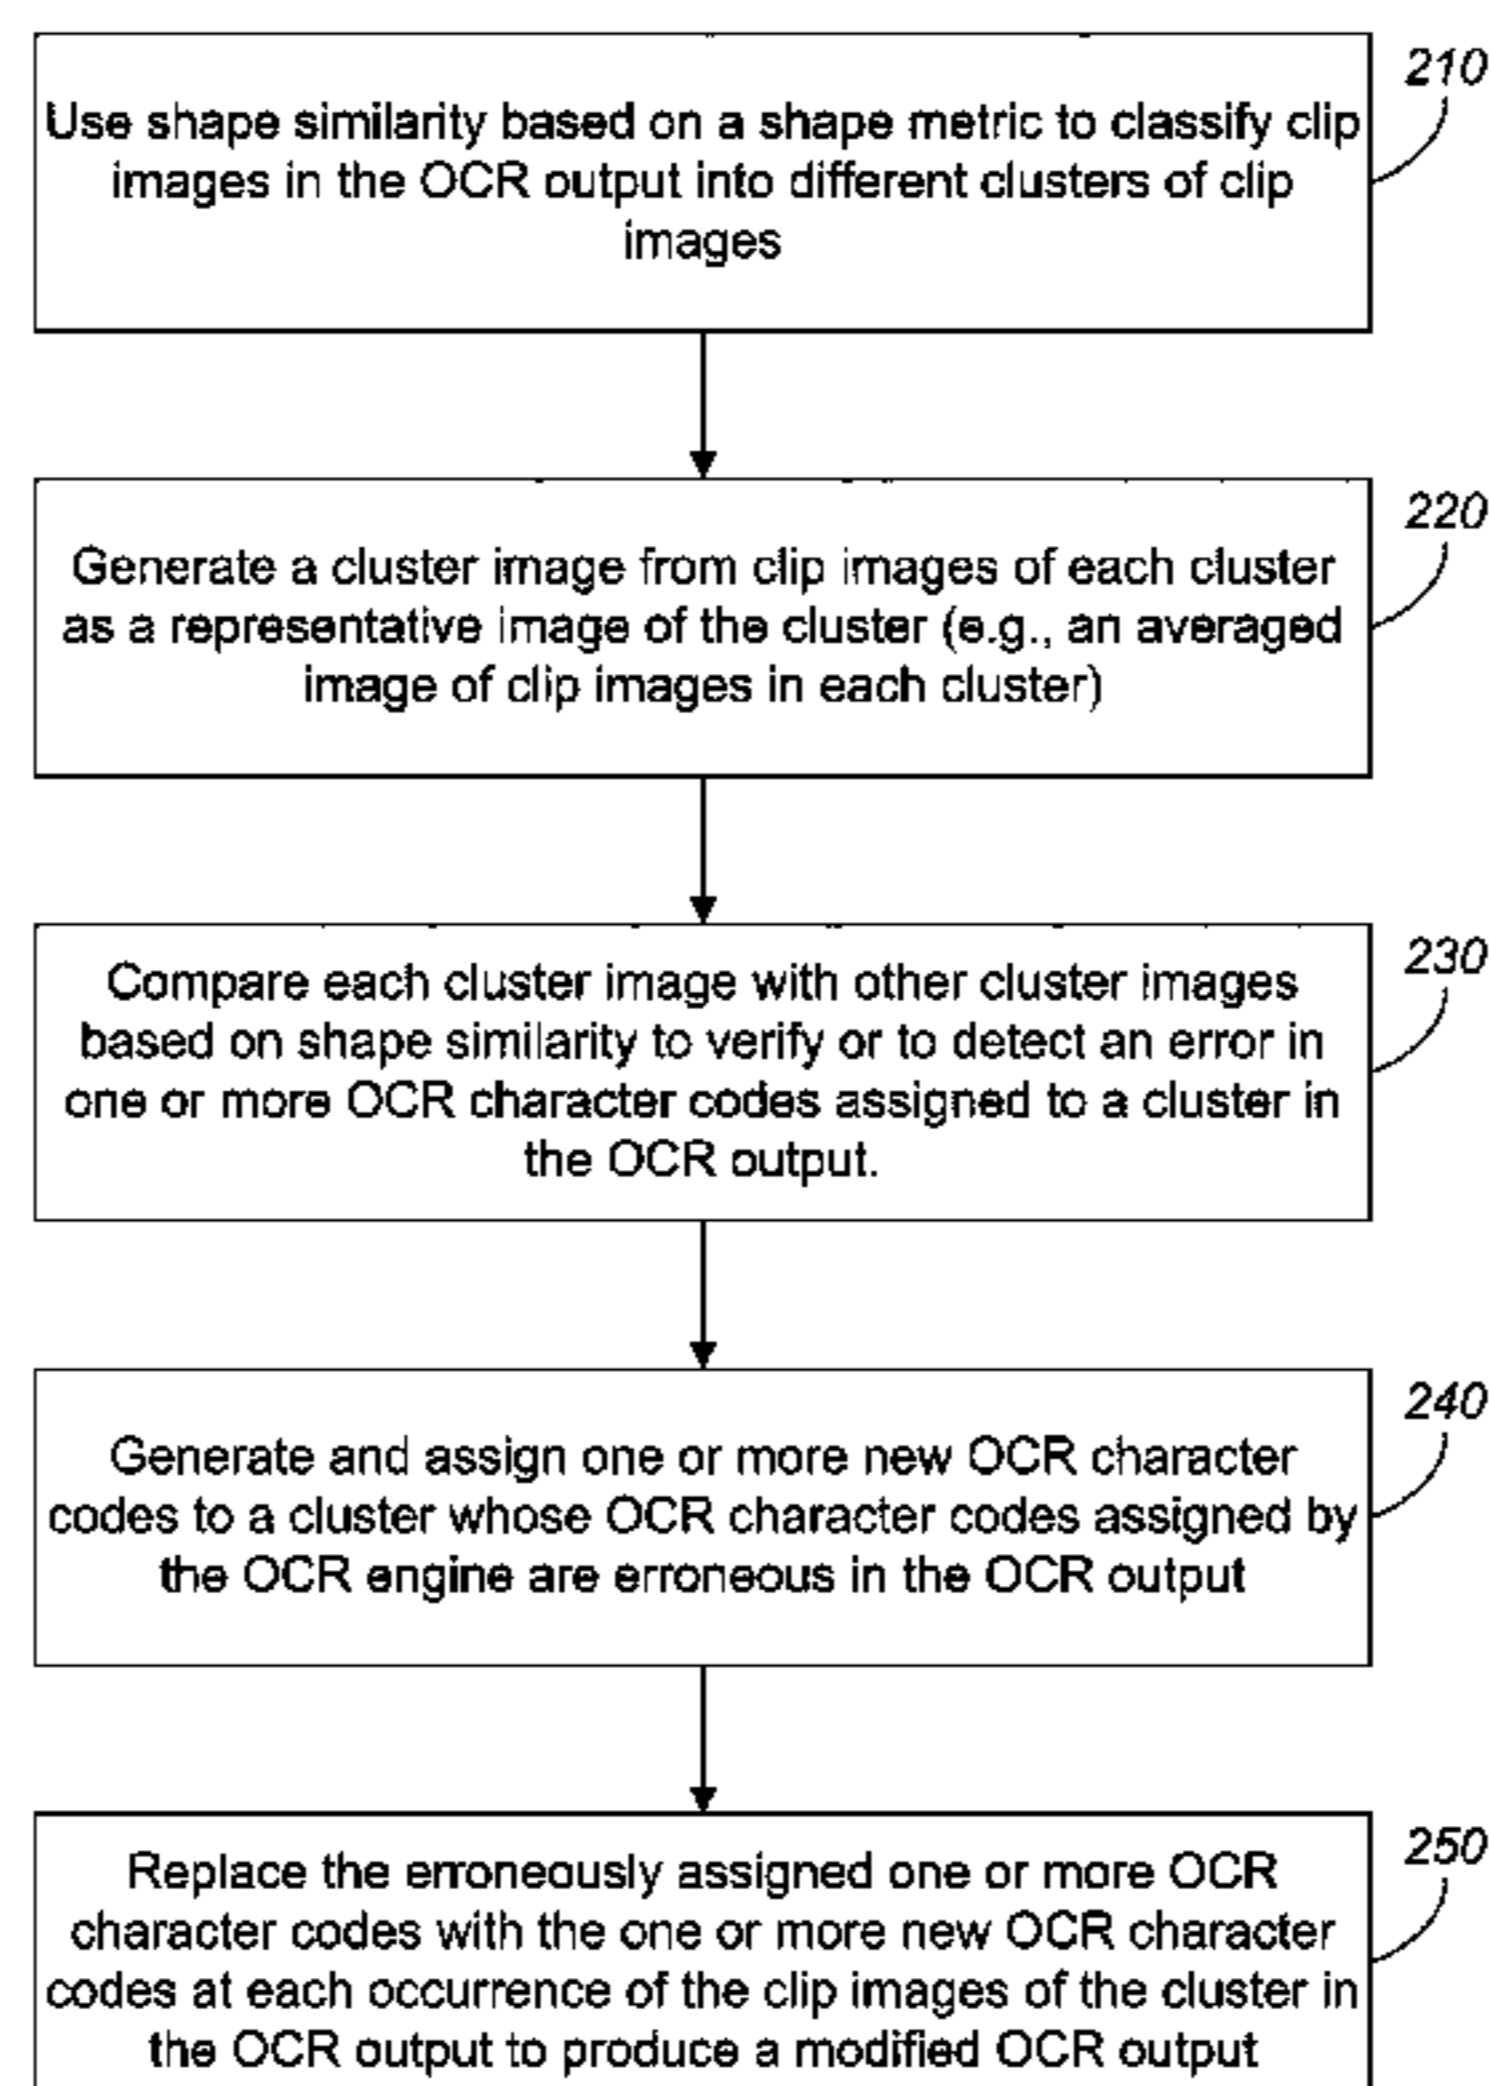 210
Use shape similarity based on a shape metric to classify clip
images in the OCR output into different clusters of clip
images
220
Generate a cluster image from clip images of each cluster
as a representative image of the cluster (e.g., an averaged
image of clip images in each cluster)
230
Compare each cluster image with other cluster images
based on shape similarity to verify or to detect an error in
one or more OCR character codes assigned to a cluster in
the OCR output.
240
Generate and assign one or more new OCR character
codes to a cluster whose OCR character codes assigned by
the OCR engine are erroneous in the OCR output
250
Replace the erroneously assigned one or more OCR
character codes with the one or more new OCR character
codes at each occurrence of the clip images of the cluster in
the OCR output to produce a modified OCR output